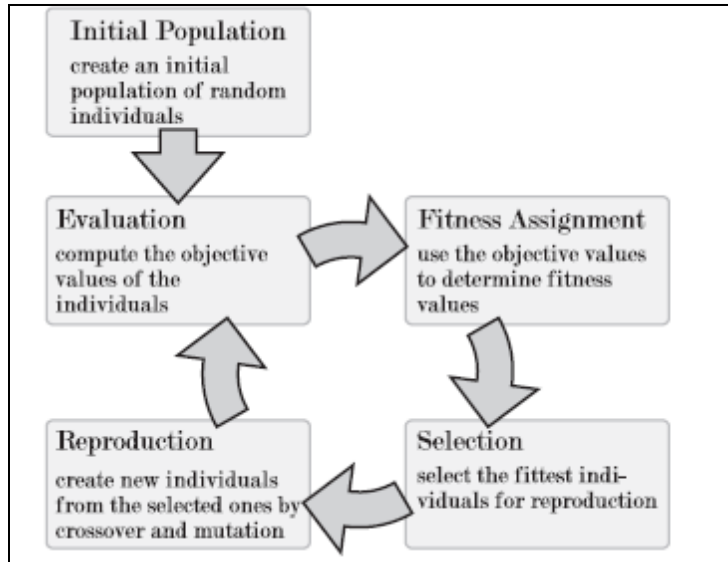 Initial Population
create an initial
population of random
individuals
Evaluation
compute the objective
values of the
individuals
Fitness Assignment
use the objective values
to determine fitness
values
Selection
select the fittest indi-
viduals for reproduction
Reproduction
create new individuals
from the selected ones by
crossover and mutation